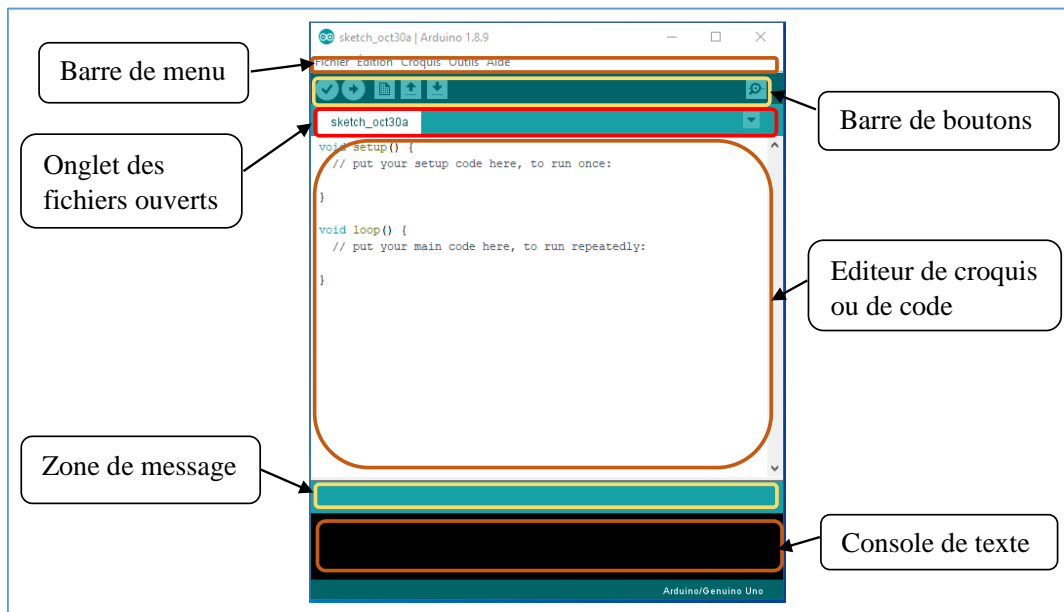 sketch_oct30a | Arduino 1.8.9
Fichier Édition Croquis Outils Aide
Barre de menu
Barre de boutons
sketch_oct30a
Onglet des
fichiers ouverts
void setup() {
// put your setup code here, to run once:
}
void loop() {
// put your main code here, to run repeatedly:
}
Editeur de croquis
ou de code
Zone de message
Console de texte
Arduino/Genuino Uno